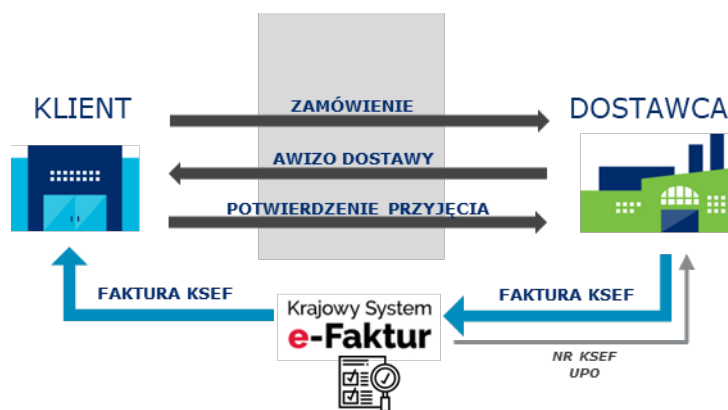 KLIENT
ZAMÓWIENIE
DOSTAWCA
AWIZO DOSTAWY
POTWIERDZENIE PRZYJĘCIA
FAKTURA KSEF
FAKTURA KSEF
Krajowy System
e-Faktur
NR KSEF
UPO